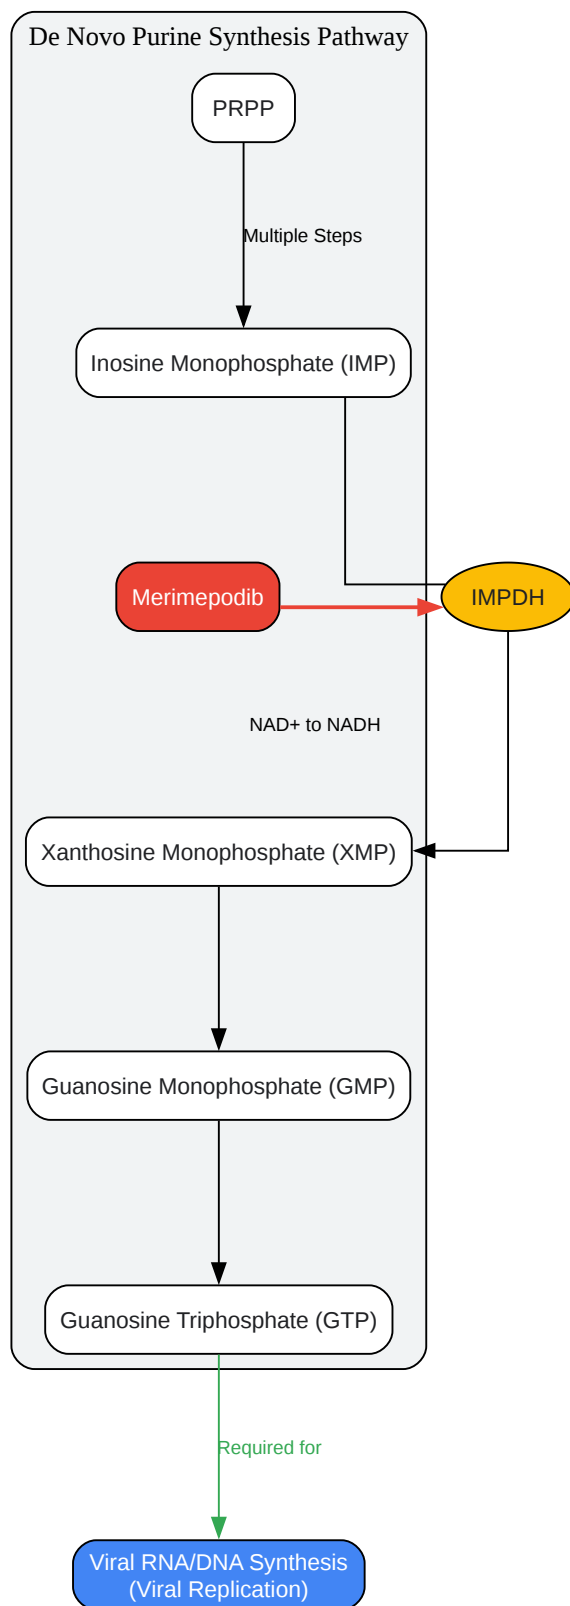 De Novo Purine Synthesis Pathway
PRPP
Multiple Steps
Inosine Monophosphate (IMP)
Merimepodib
IMPDH
NAD+ to NADH
Xanthosine Monophosphate (XMP)
Guanosine Monophosphate (GMP)
Guanosine Triphosphate (GTP)
Required for
Viral RNA/DNA Synthesis
(Viral Replication)